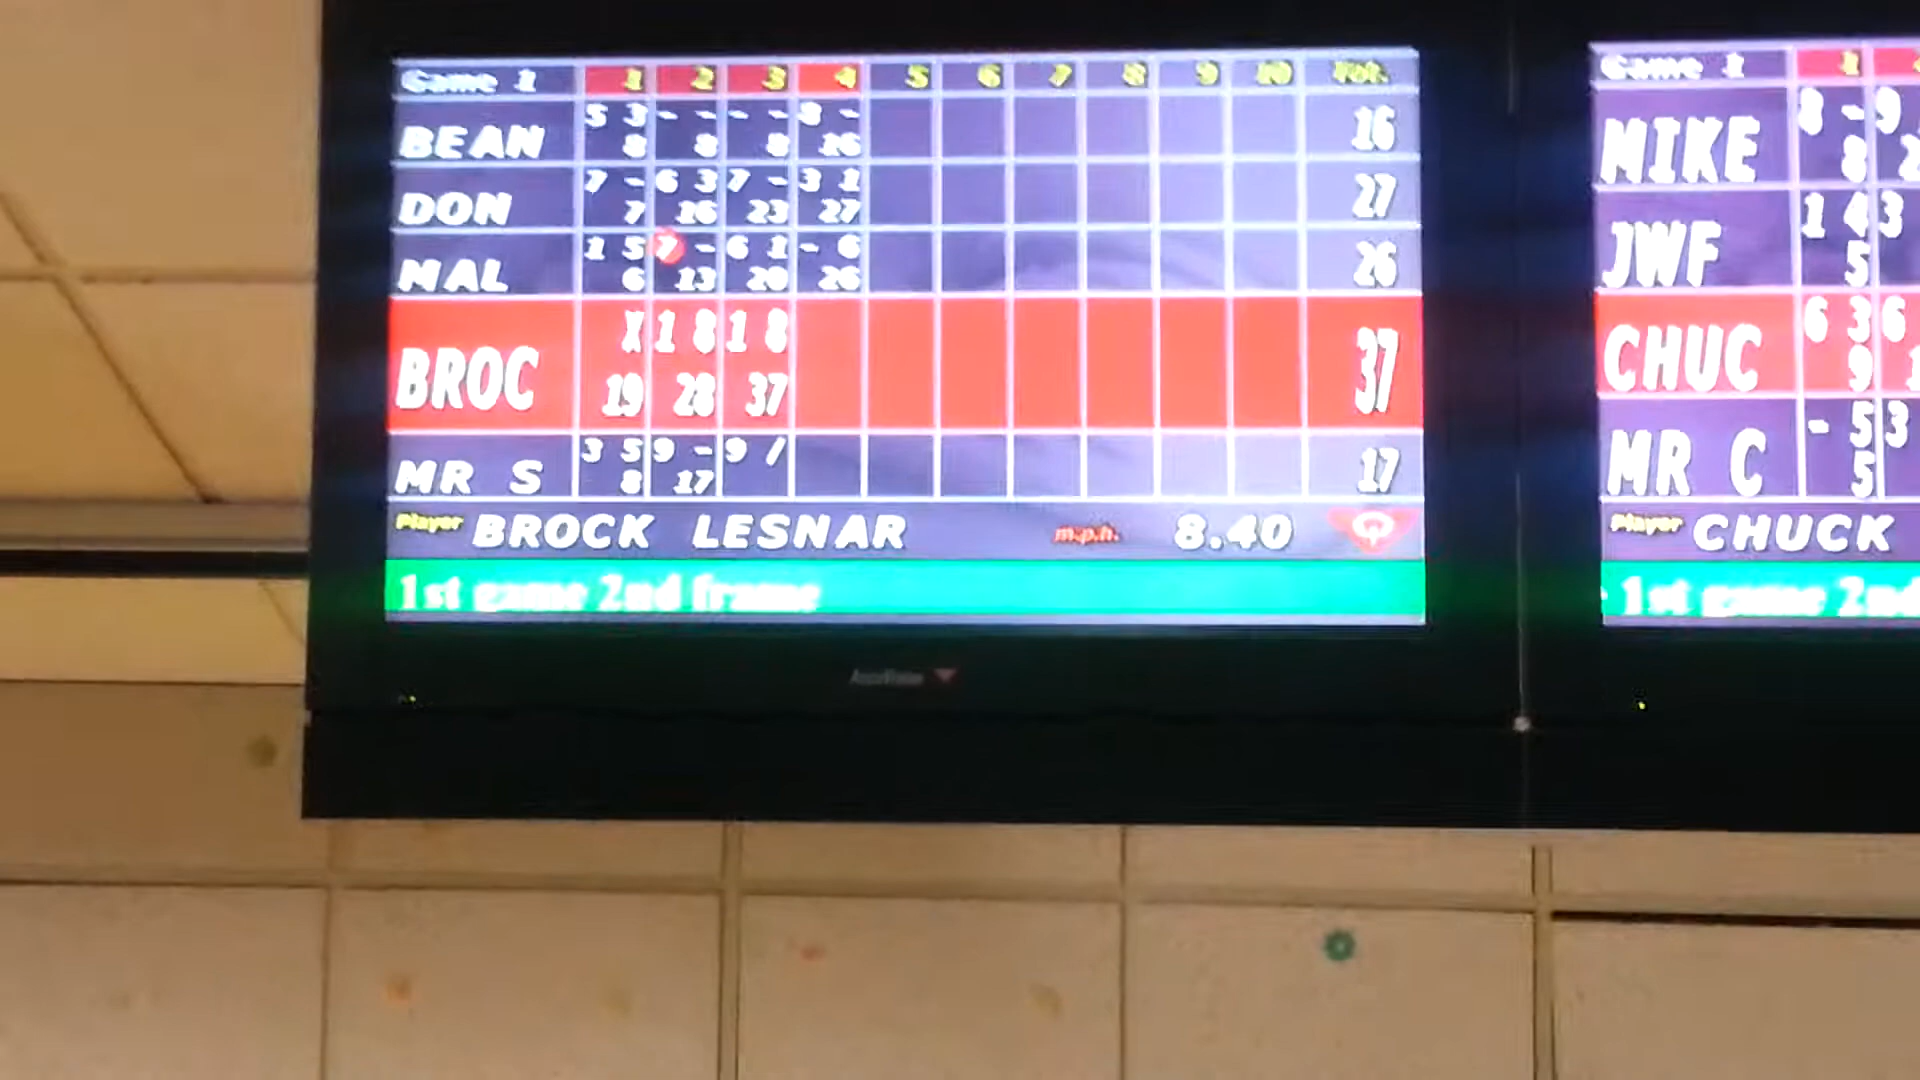 Game 1 1 2 3 4 5 6 7 8 9 10 Tot.
BEAN 5 3 - - - - 8 - 16
8 8 8 16
DON 7 - 6 3 7 - 3 1 27
7 16 23 27
MAL 1 5 7 - 6 1 - 6 26
6 13 20 26
BROC X 1 8 1 8 37
19 28 37
MR S 3 5 9 - 9 / 17
8 17
Player BROCK LESNAR m.p.h. 8.40
1st game 2nd frame
Game 1 1
MIKE 8 - 9
8 2
JWF 1 4 3
5
CHUC 6 3 6
9 1
MR C - 5 3
5
Player CHUCK
1st game 2nd